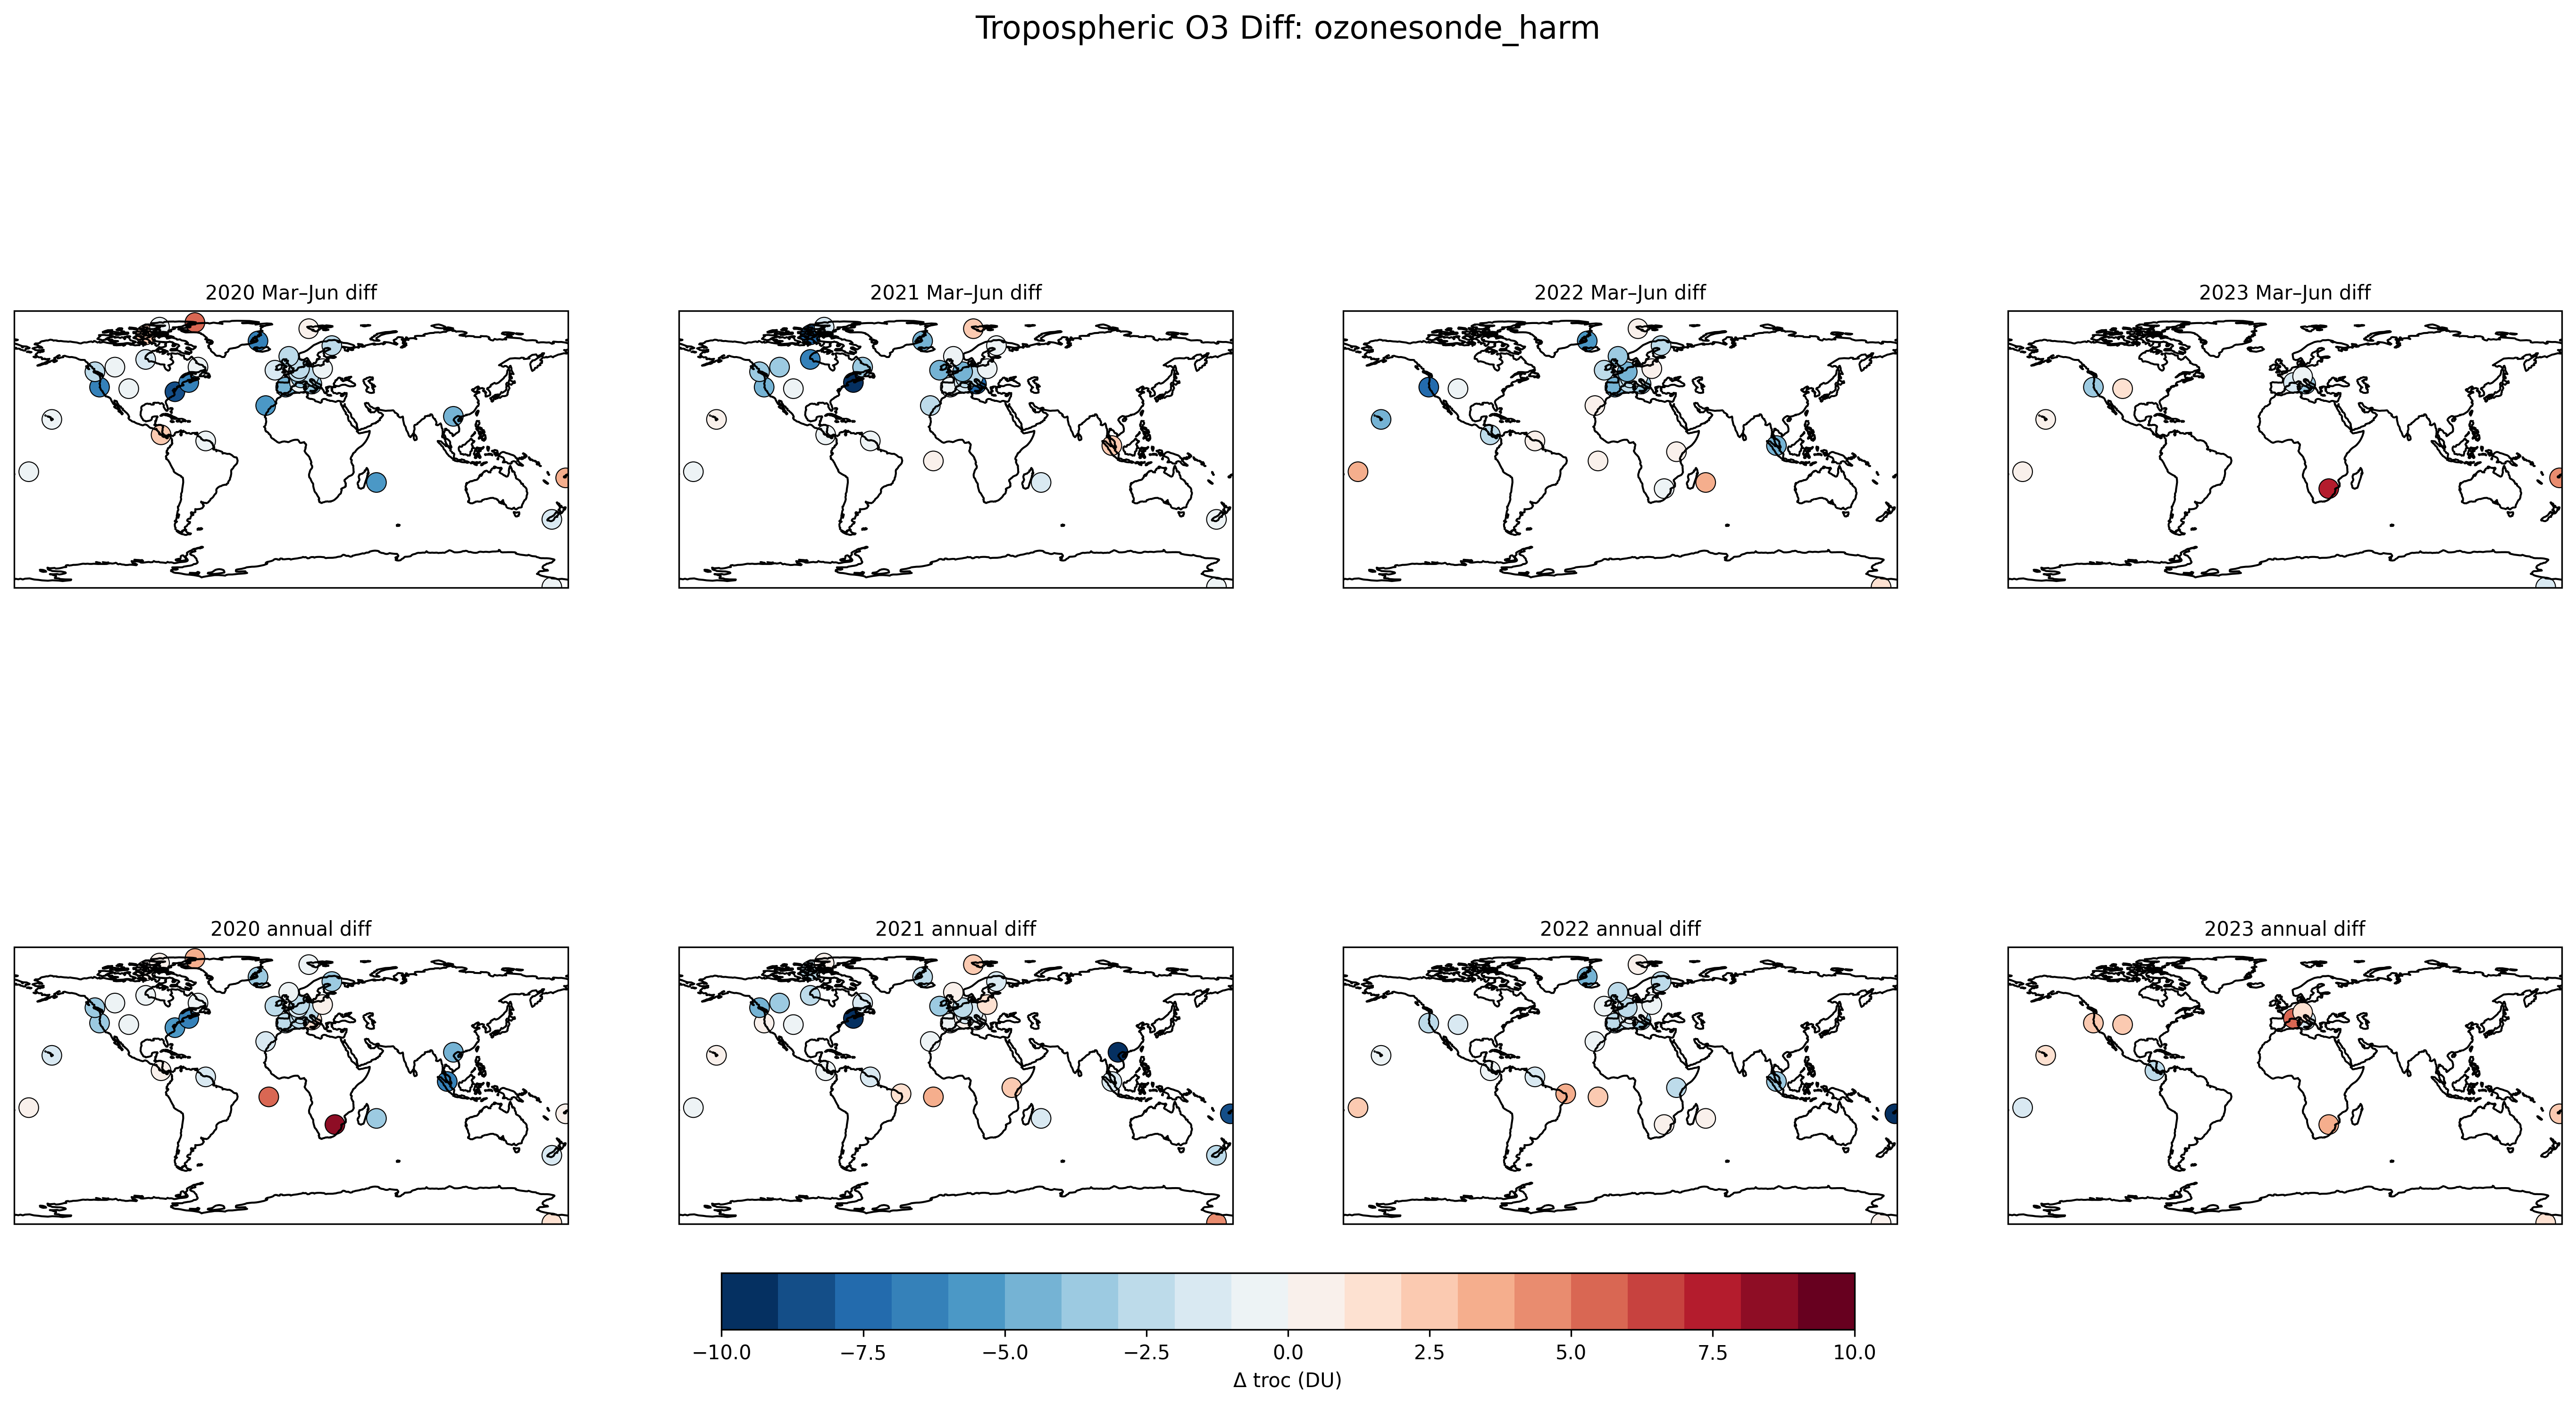 Tropospheric O3 Diff: ozonesonde_harm
2020 Mar–Jun diff
2021 Mar–Jun diff
2022 Mar–Jun diff
2023 Mar–Jun diff
2020 annual diff
2021 annual diff
2022 annual diff
2023 annual diff
−10.0 −7.5 −5.0 −2.5 0.0 2.5 5.0 7.5 10.0
Δ troc (DU)